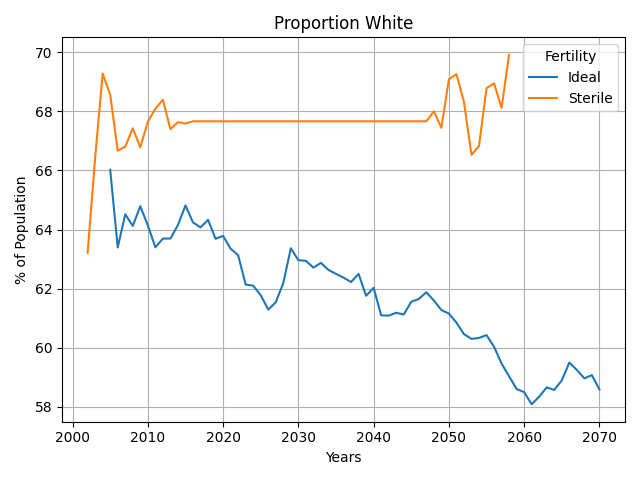 Proportion White
% of Population
70
68
66
64
62
60
58
Fertility
Ideal
Sterile
2000 2010 2020 2030 2040 2050 2060 2070
Years